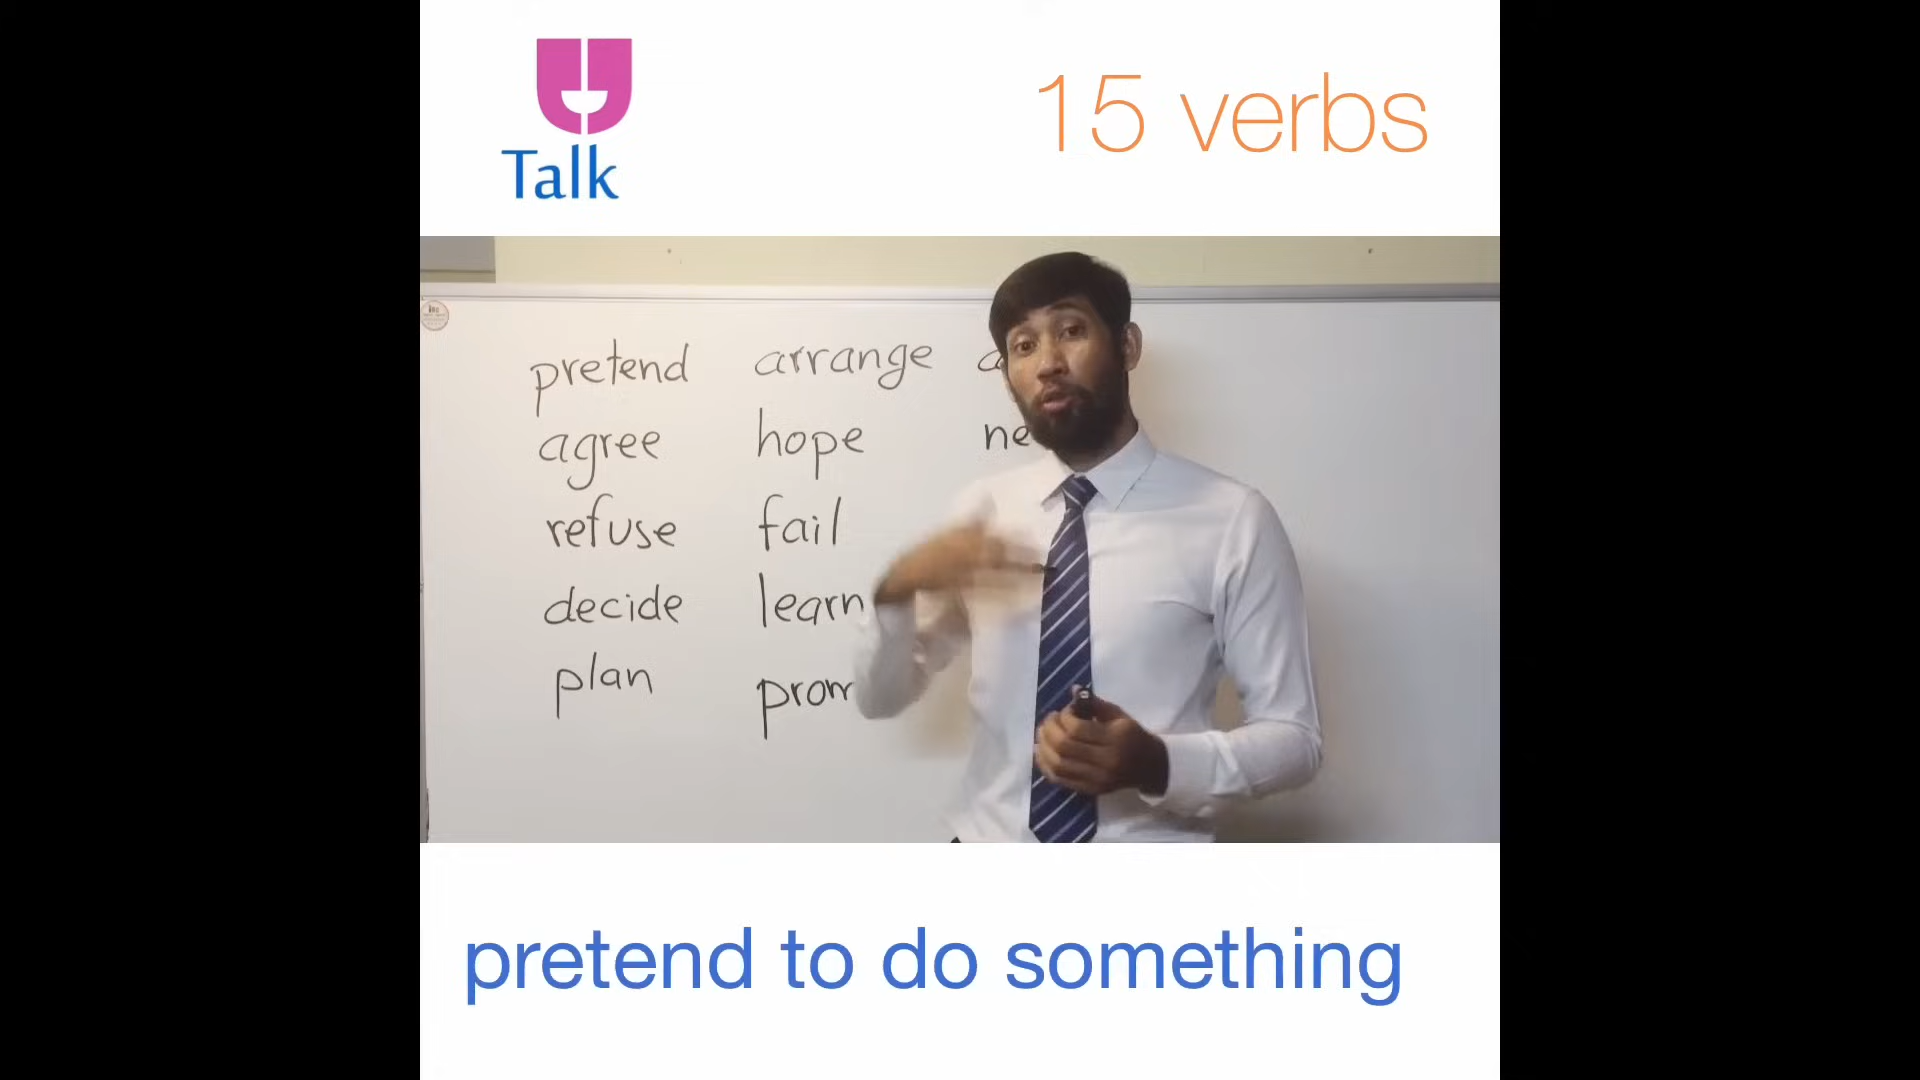 Talk
15 verbs
pretend arrange
agree hope
refuse fail
decide learn
plan
pretend to do something